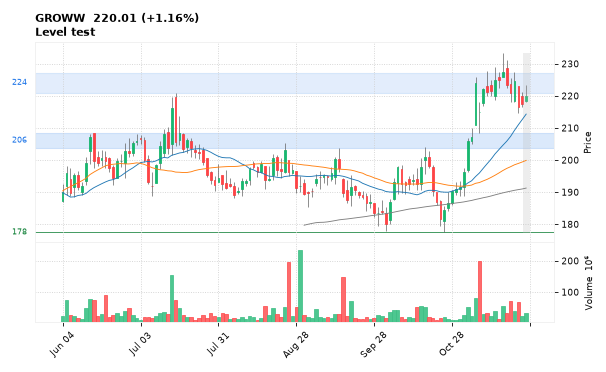 GROWW 220.01 (+1.16%)
Level test
224
206
178
230
220
210
200
190
180
Price
200
100
Volume 10⁶
Jun 04
Jul 03
Jul 31
Aug 28
Sep 28
Oct 28